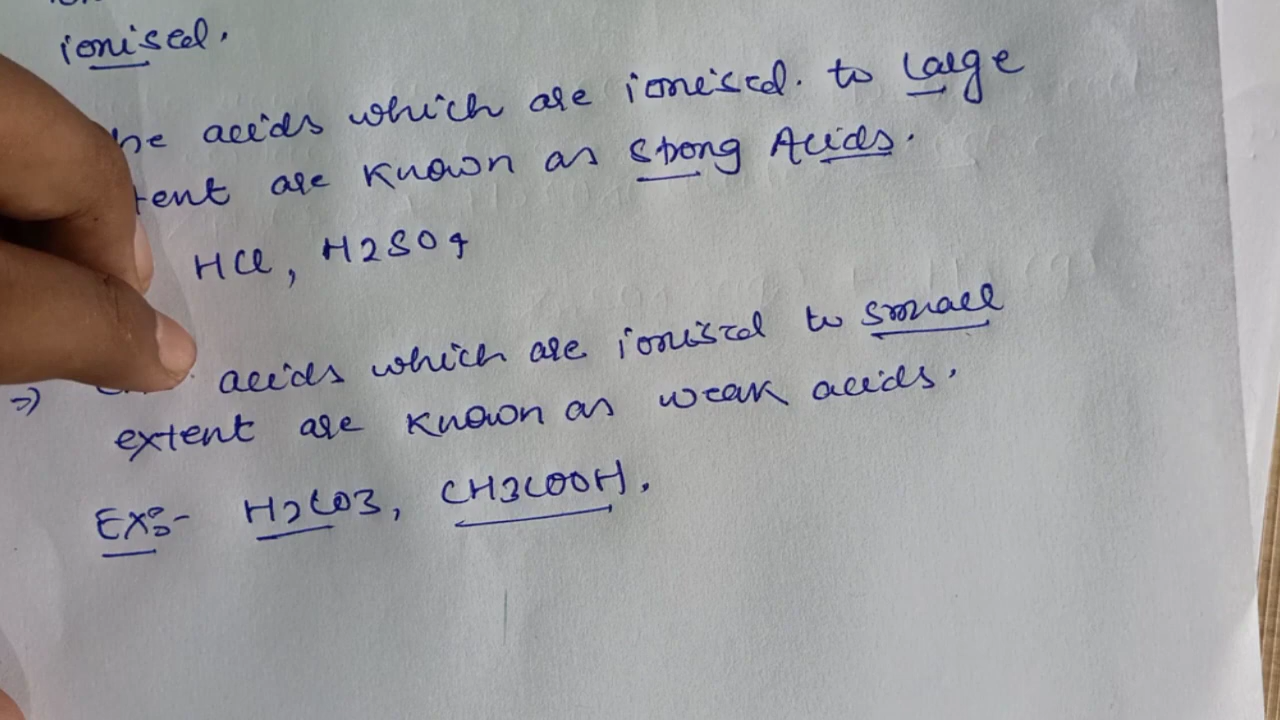 ionised.
he acids which are ionised. to large
tent are known as strong Acids.
HCl, H2SO4
acids which are ionised to small
⇒) extent are known as weak acids.
Ex:- H2CO3, CH3COOH.